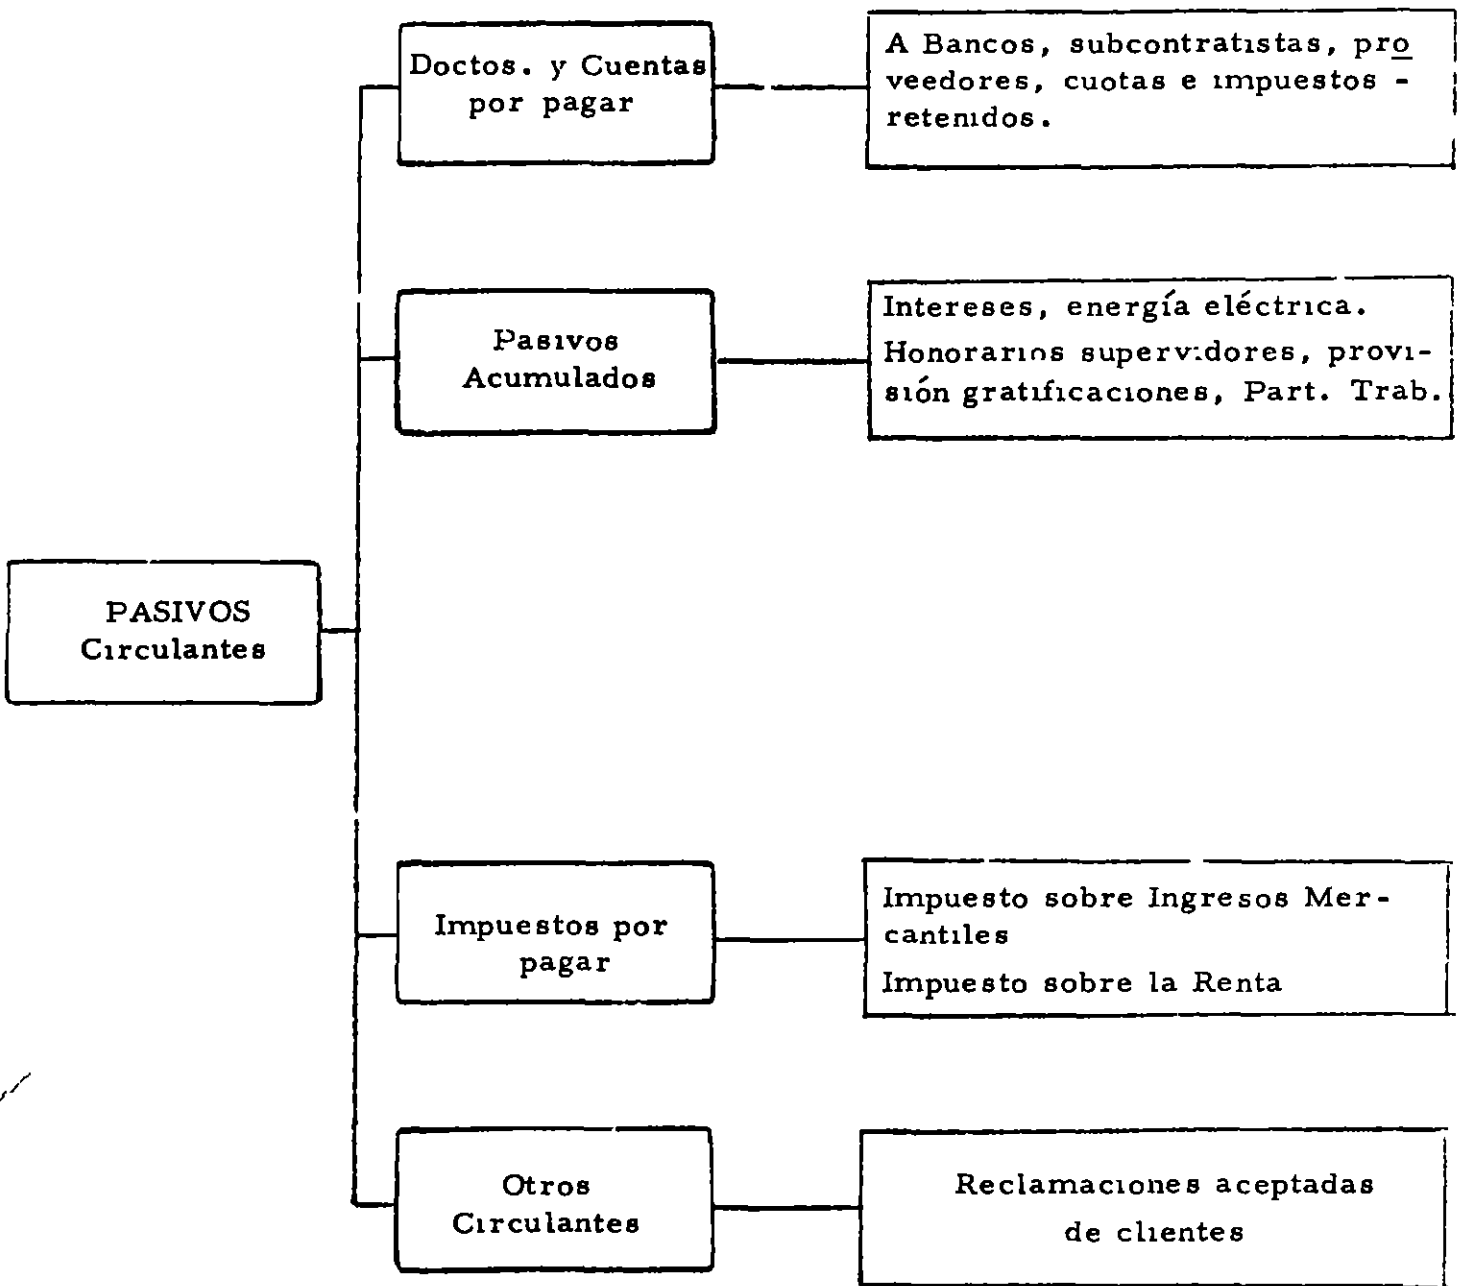 Doctos. y Cuentas
por pagar
A Bancos, subcontratistas, pro
veedores, cuotas e impuestos -
retenidos.
Pasivos
Acumulados
Intereses, energía eléctrica.
Honorarios supervidores, provi-
sión gratificaciones, Part. Trab.
PASIVOS
Circulantes
Impuestos por
pagar
Impuesto sobre Ingresos Mer-
cantiles
Impuesto sobre la Renta
Otros
Circulantes
Reclamaciones aceptadas
de clientes